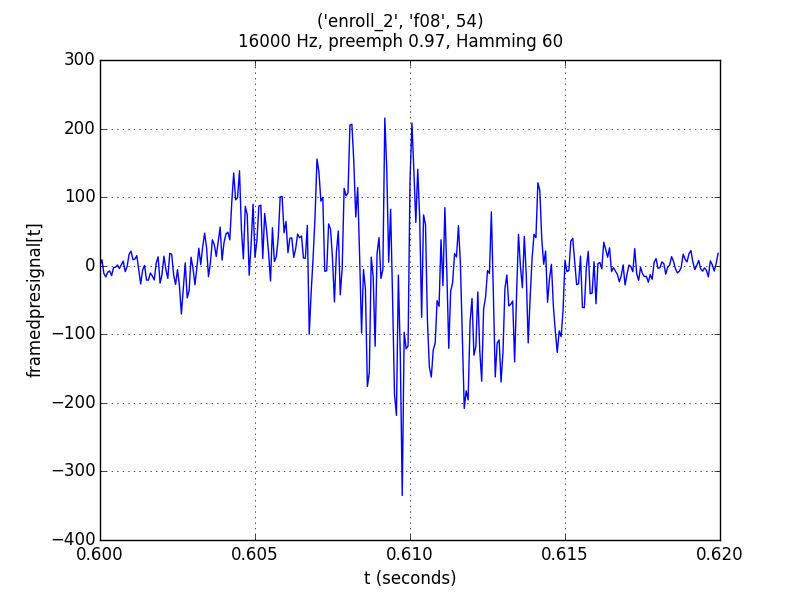 ('enroll_2', 'f08', 54)
16000 Hz, preemph 0.97, Hamming 60
framedpresignal[t]
300
200
100
0
−100
−200
−300
−400
0.600 0.605 0.610 0.615 0.620
t (seconds)